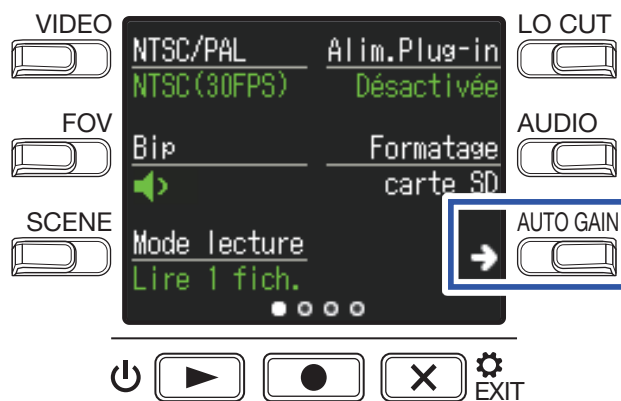 VIDEO
LO CUT
NTSC/PAL
Alim.Plug-in
NTSC(30FPS)
Désactivée
FOV
AUDIO
Bip
Formatage
carte SD
SCENE
AUTO GAIN
Mode lecture
Lire 1 fich.
EXIT